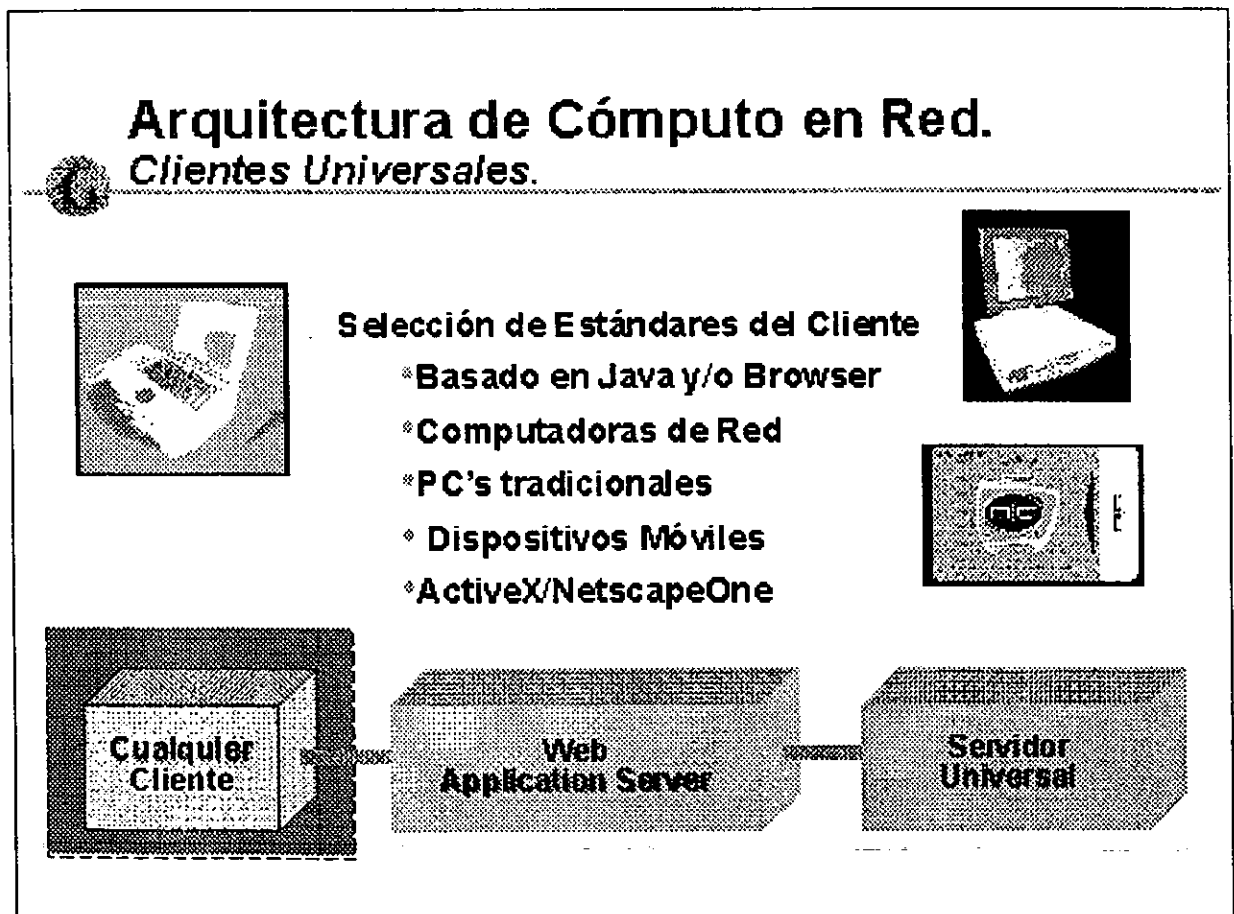 Arquitectura de Cómputo en Red.
Clientes Universales.
Selección de Estándares del Cliente
Basado en Java y/o Browser
Computadoras de Red
PC's tradicionales
Dispositivos Móviles
ActiveX/NetscapeOne
Cualquier
Cliente
Web
Application Server
Servidor
Universal